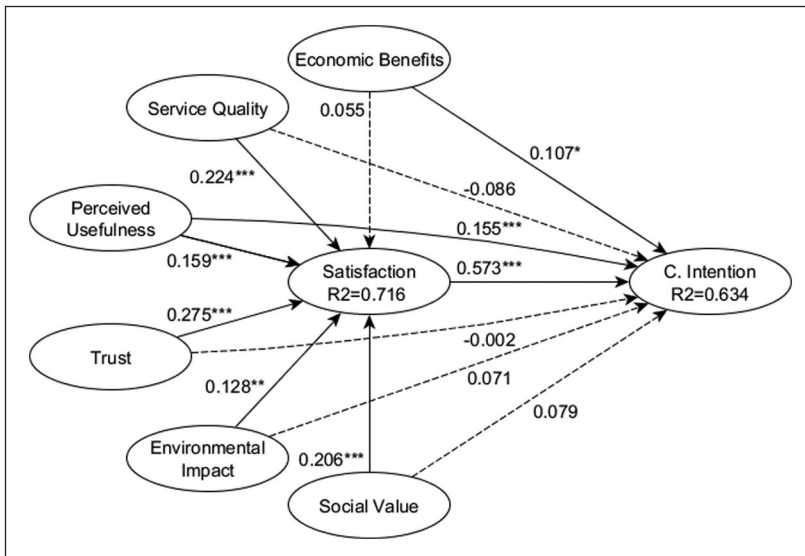 Economic Benefits
Service Quality
0.055
0.107*
0.224***
-0.086
Perceived
Usefulness
0.155***
0.159***
Satisfaction
R2=0.716
0.573***
C. Intention
R2=0.634
0.275***
Trust
-0.002
0.071
0.128**
0.079
Environmental
Impact
0.206***
Social Value